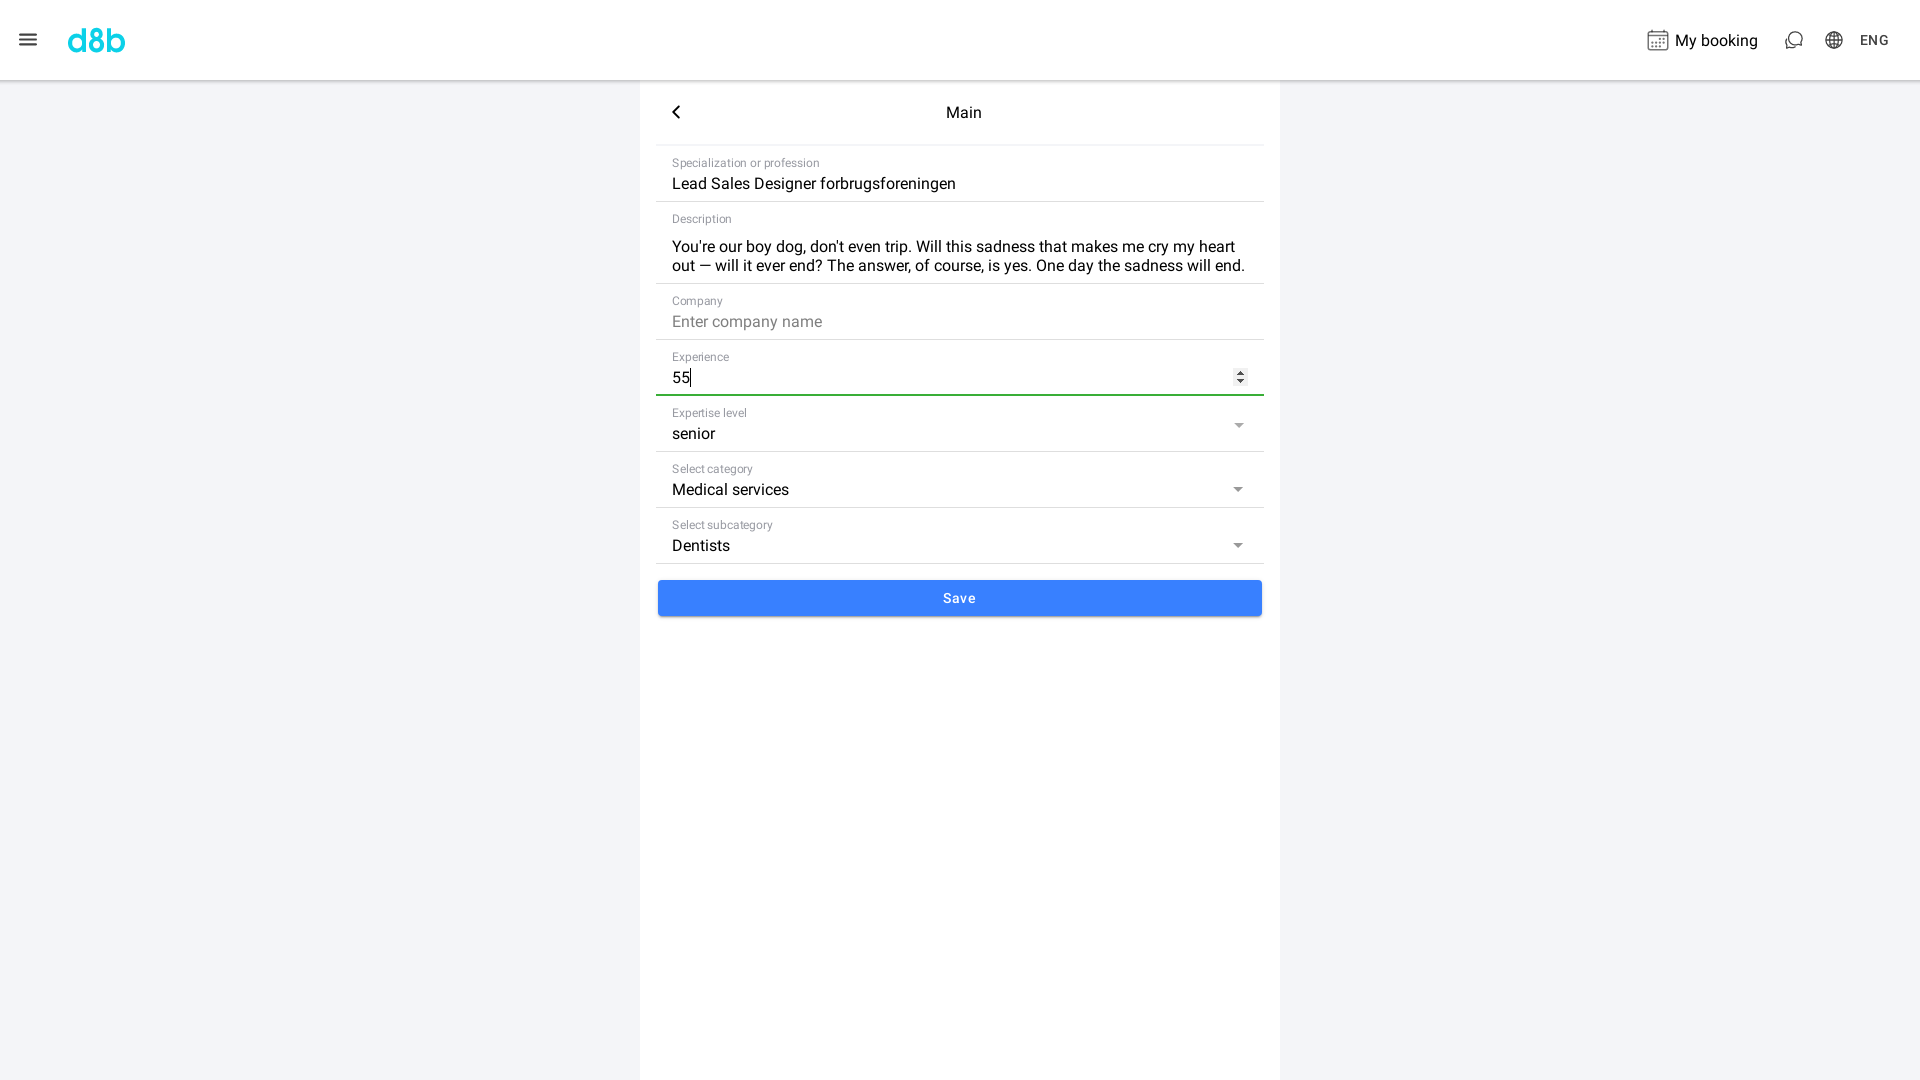 d8b
My booking
ENG
Main
Specialization or profession
Lead Sales Designer forbrugsforeningen
Description
You're our boy dog, don't even trip. Will this sadness that makes me cry my heart
out — will it ever end? The answer, of course, is yes. One day the sadness will end.
Company
Enter company name
Experience
55
Expertise level
senior
Select category
Medical services
Select subcategory
Dentists
Save